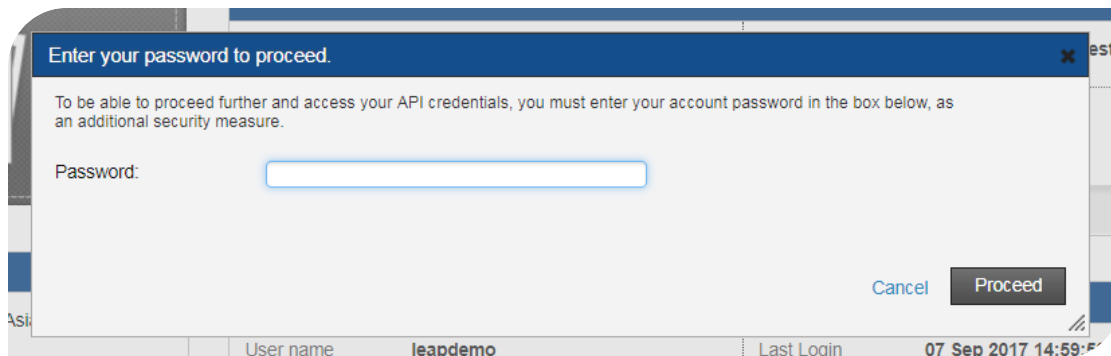 est
Enter your password to proceed.
To be able to proceed further and access your API credentials, you must enter your account password in the box below, as
an additional security measure.
Password:
Cancel Proceed
Asia
User name leapdemo Last Login 07 Sep 2017 14:59:5